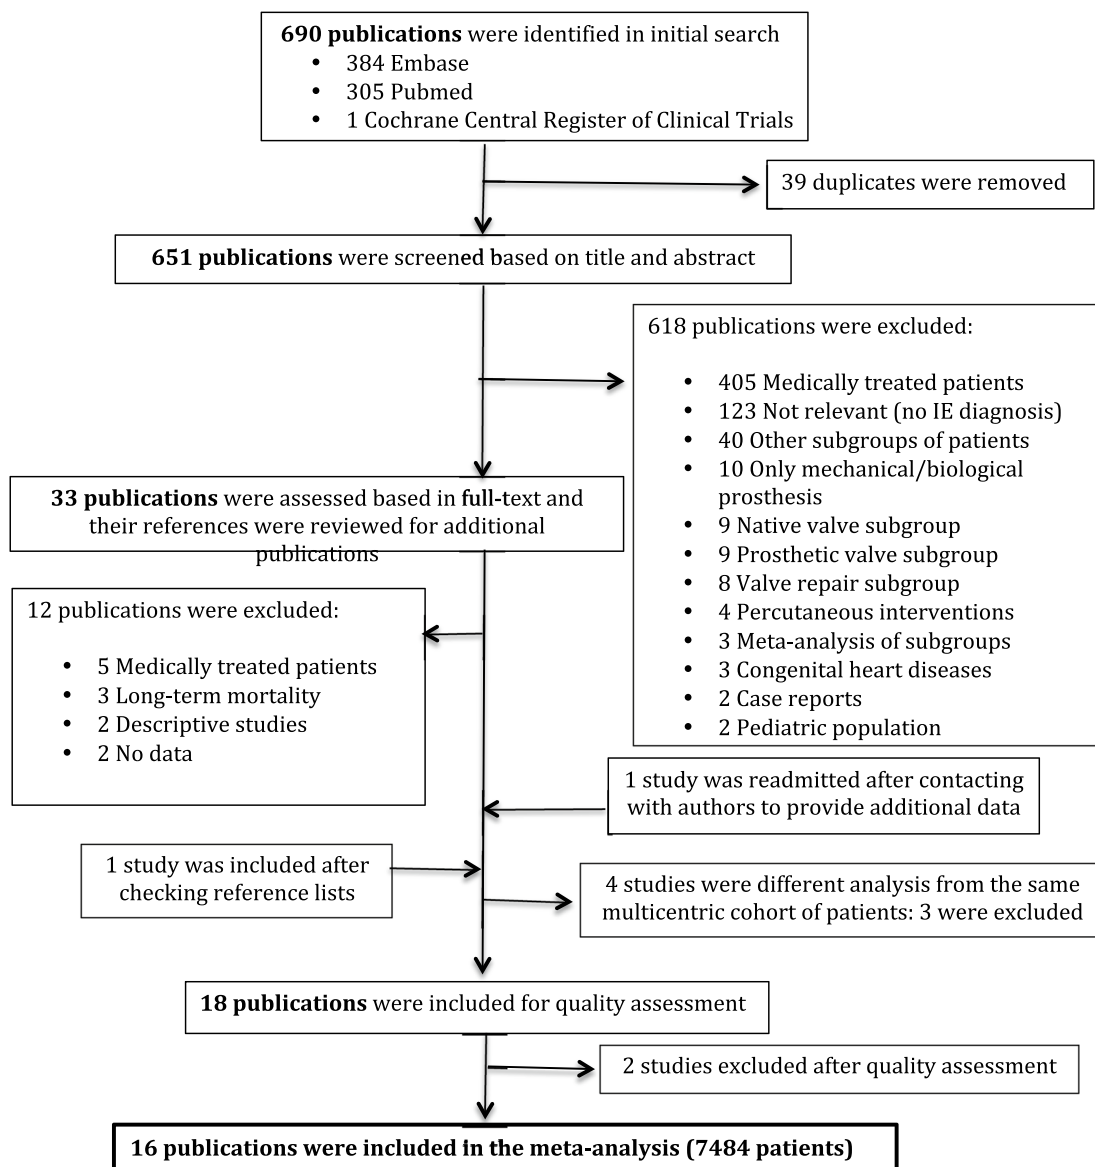 690 publications were identified in initial search
• 384 Embase
• 305 Pubmed
• 1 Cochrane Central Register of Clinical Trials
39 duplicates were removed
651 publications were screened based on title and abstract
618 publications were excluded:
• 405 Medically treated patients
• 123 Not relevant (no IE diagnosis)
• 40 Other subgroups of patients
• 10 Only mechanical/biological
prosthesis
• 9 Native valve subgroup
• 9 Prosthetic valve subgroup
• 8 Valve repair subgroup
• 4 Percutaneous interventions
• 3 Meta-analysis of subgroups
• 3 Congenital heart diseases
• 2 Case reports
• 2 Pediatric population
33 publications were assessed based in full-text and
their references were reviewed for additional
publications
12 publications were excluded:
• 5 Medically treated patients
• 3 Long-term mortality
• 2 Descriptive studies
• 2 No data
1 study was readmitted after contacting
with authors to provide additional data
1 study was included after
checking reference lists
4 studies were different analysis from the same
multicentric cohort of patients: 3 were excluded
18 publications were included for quality assessment
2 studies excluded after quality assessment
16 publications were included in the meta-analysis (7484 patients)